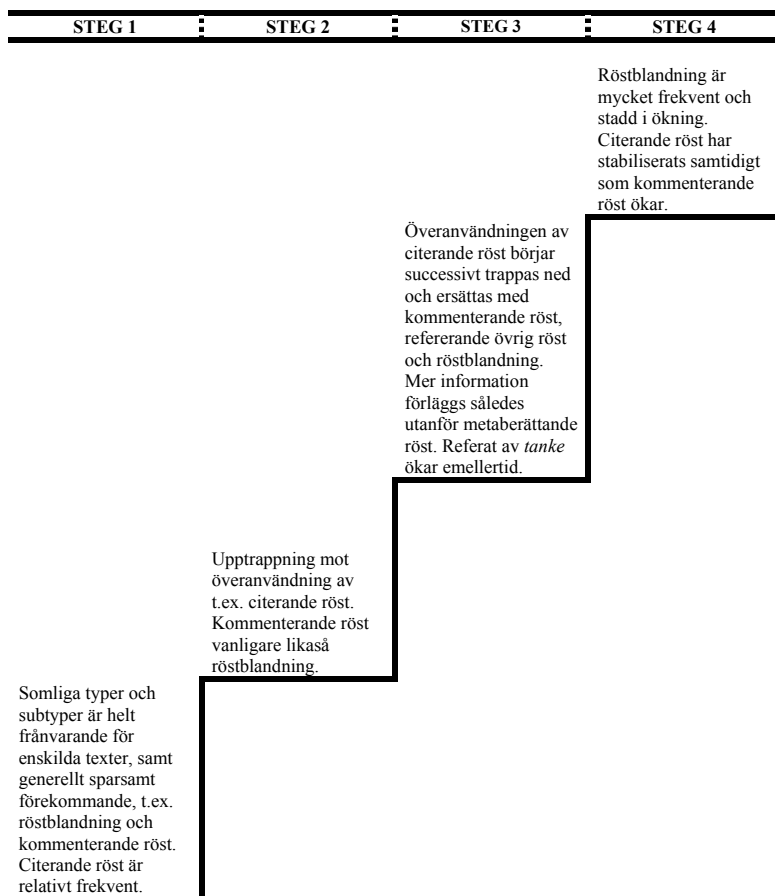 STEG 1 STEG 2 STEG 3 STEG 4
Röstblandning är
mycket frekvent och
stadd i ökning.
Citerande röst har
stabiliserats samtidigt
som kommenterande
röst ökar.
Överanvändningen av
citerande röst börjar
successivt trappas ned
och ersättas med
kommenterande röst,
refererande övrig röst
och röstblandning.
Mer information
förläggs således
utanför metaberättande
röst. Referat av tanke
ökar emellertid.
Upptrappning mot
överanvändning av
t.ex. citerande röst.
Kommenterande röst
vanligare likaså
röstblandning.
Somliga typer och
subtyper är helt
frånvarande för
enskilda texter, samt
generellt sparsamt
förekommande, t.ex.
röstblandning och
kommenterande röst.
Citerande röst är
relativt frekvent.